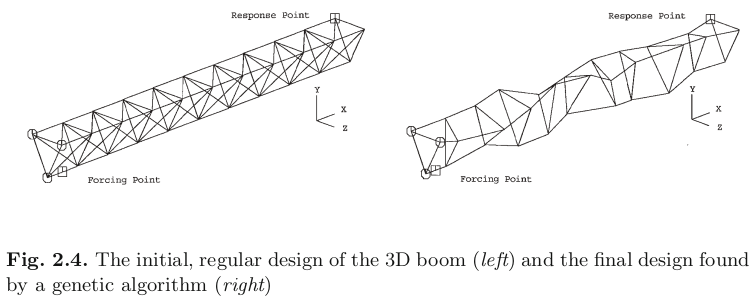 Response Point
Response Point
Y
X
Z
Y
X
Z
Forcing Point
Forcing Point
Fig. 2.4. The initial, regular design of the 3D boom (left) and the final design found
by a genetic algorithm (right)